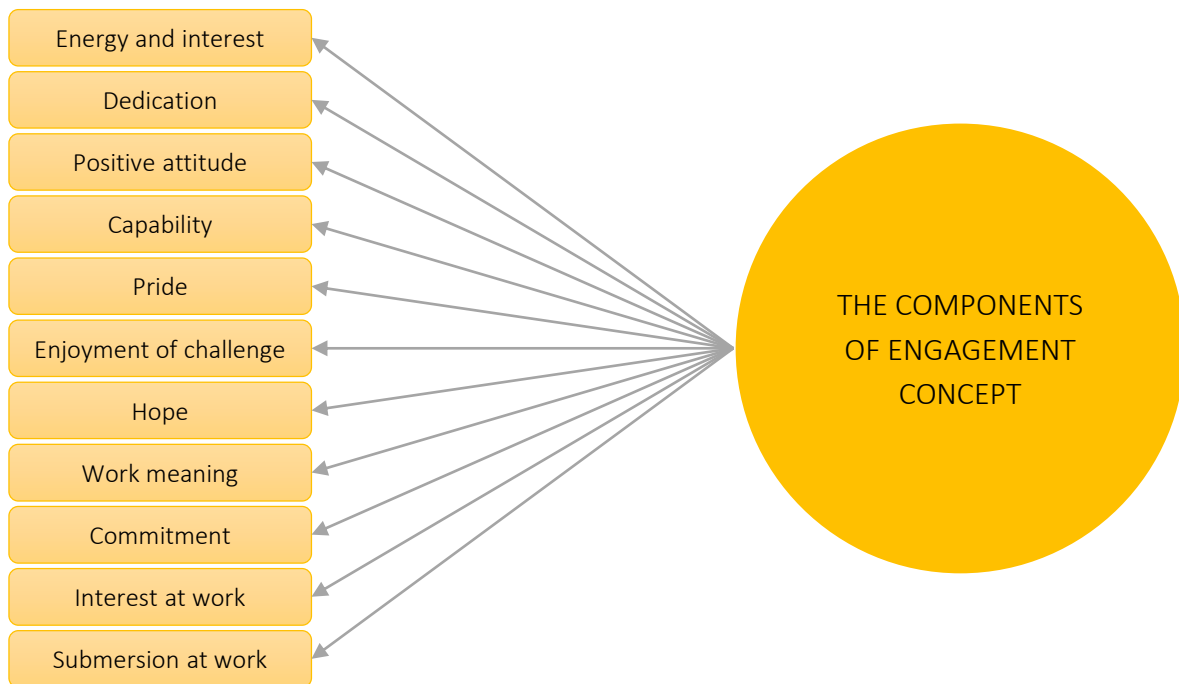 Energy and interest
Dedication
Positive attitude
Capability
Pride
Enjoyment of challenge
Hope
Work meaning
Commitment
Interest at work
Submersion at work
THE COMPONENTS
OF ENGAGEMENT
CONCEPT